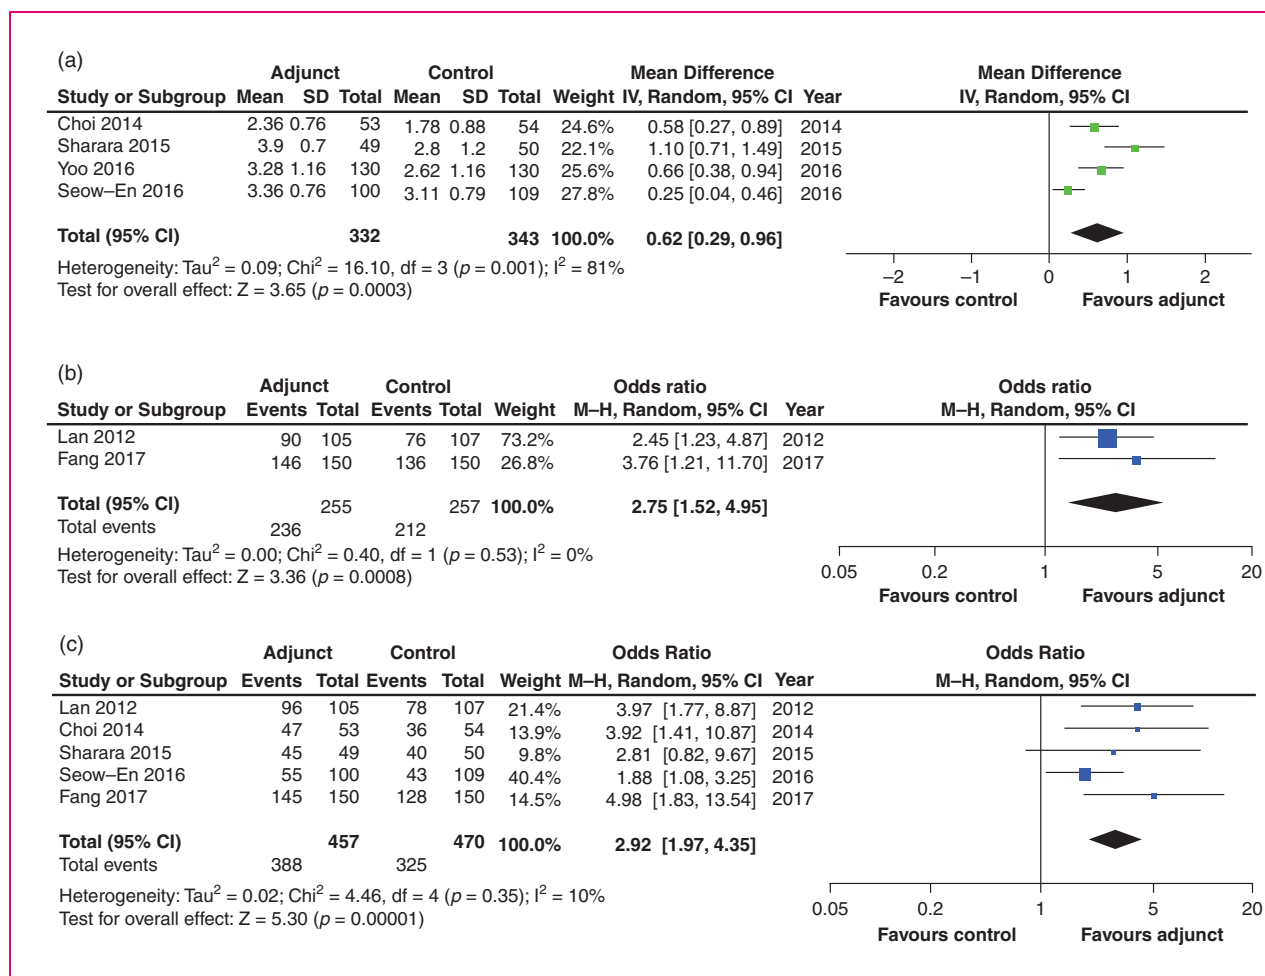 (a)
Adjunct Control Mean Difference Mean Difference
Study or Subgroup Mean SD Total Mean SD Total Weight IV, Random, 95% CI Year IV, Random, 95% CI
Choi 2014 2.36 0.76 53 1.78 0.88 54 24.6% 0.58 [0.27, 0.89] 2014
Sharara 2015 3.9 0.7 49 2.8 1.2 50 22.1% 1.10 [0.71, 1.49] 2015
Yoo 2016 3.28 1.16 130 2.62 1.16 130 25.6% 0.66 [0.38, 0.94] 2016
Seow–En 2016 3.36 0.76 100 3.11 0.79 109 27.8% 0.25 [0.04, 0.46] 2016
Total (95% CI) 332 343 100.0% 0.62 [0.29, 0.96]
Heterogeneity: Tau² = 0.09; Chi² = 16.10, df = 3 (p = 0.001); I² = 81%
Test for overall effect: Z = 3.65 (p = 0.0003)
–2 –1 0 1 2
Favours control Favours adjunct
(b)
Adjunct Control Odds ratio Odds ratio
Study or Subgroup Events Total Events Total Weight M–H, Random, 95% CI Year M–H, Random, 95% CI
Lan 2012 90 105 76 107 73.2% 2.45 [1.23, 4.87] 2012
Fang 2017 146 150 136 150 26.8% 3.76 [1.21, 11.70] 2017
Total (95% CI) 255 257 100.0% 2.75 [1.52, 4.95]
Total events 236 212
Heterogeneity: Tau² = 0.00; Chi² = 0.40, df = 1 (p = 0.53); I² = 0%
Test for overall effect: Z = 3.36 (p = 0.0008)
0.05 0.2 1 5 20
Favours control Favours adjunct
(c)
Adjunct Control Odds Ratio Odds Ratio
Study or Subgroup Events Total Events Total Weight M–H, Random, 95% CI Year M–H, Random, 95% CI
Lan 2012 96 105 78 107 21.4% 3.97 [1.77, 8.87] 2012
Choi 2014 47 53 36 54 13.9% 3.92 [1.41, 10.87] 2014
Sharara 2015 45 49 40 50 9.8% 2.81 [0.82, 9.67] 2015
Seow–En 2016 55 100 43 109 40.4% 1.88 [1.08, 3.25] 2016
Fang 2017 145 150 128 150 14.5% 4.98 [1.83, 13.54] 2017
Total (95% CI) 457 470 100.0% 2.92 [1.97, 4.35]
Total events 388 325
Heterogeneity: Tau² = 0.02; Chi² = 4.46, df = 4 (p = 0.35); I² = 10%
Test for overall effect: Z = 5.30 (p = 0.00001)
0.05 0.2 1 5 20
Favours control Favours adjunct